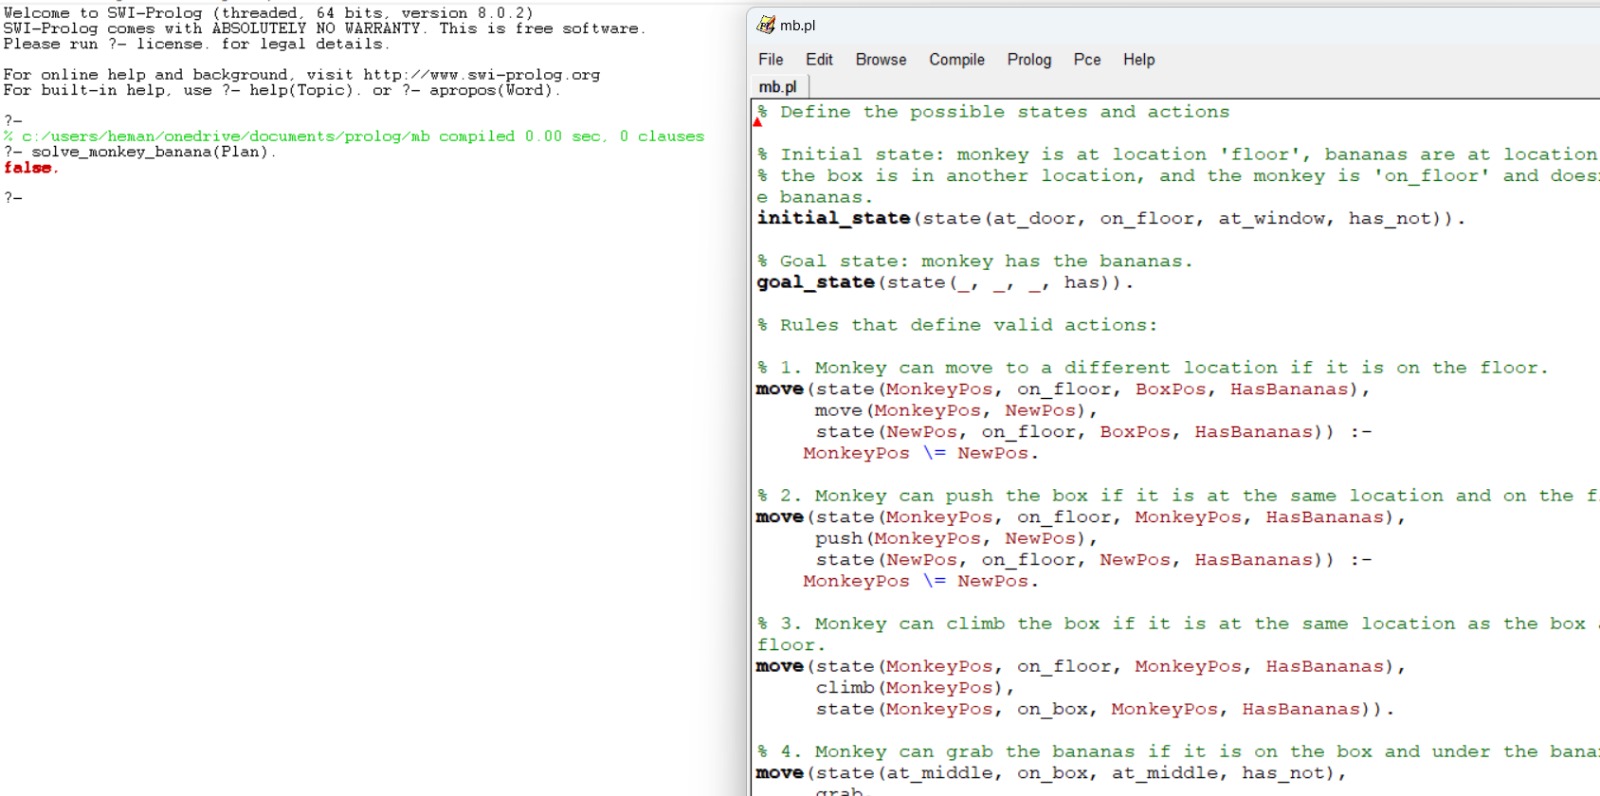 Welcome to SWI-Prolog (threaded, 64 bits, version 8.0.2)
SWI-Prolog comes with ABSOLUTELY NO WARRANTY. This is free software.
Please run ?- license. for legal details.
For online help and background, visit http://www.swi-prolog.org
For built-in help, use ?- help(Topic). or ?- apropos(Word).
?-
% c:/users/heman/onedrive/documents/prolog/mb compiled 0.00 sec, 0 clauses
?- solve_monkey_banana(Plan).
false.
?-
mb.pl
File Edit Browse Compile Prolog Pce Help
mb.pl
% Define the possible states and actions
% Initial state: monkey is at location 'floor', bananas are at location
% the box is in another location, and the monkey is 'on_floor' and does
e bananas.
initial_state(state(at_door, on_floor, at_window, has_not)).
% Goal state: monkey has the bananas.
goal_state(state(_, _, _, has)).
% Rules that define valid actions:
% 1. Monkey can move to a different location if it is on the floor.
move(state(MonkeyPos, on_floor, BoxPos, HasBananas),
move(MonkeyPos, NewPos),
state(NewPos, on_floor, BoxPos, HasBananas)) :-
MonkeyPos \= NewPos.
% 2. Monkey can push the box if it is at the same location and on the f
move(state(MonkeyPos, on_floor, MonkeyPos, HasBananas),
push(MonkeyPos, NewPos),
state(NewPos, on_floor, NewPos, HasBananas)) :-
MonkeyPos \= NewPos.
% 3. Monkey can climb the box if it is at the same location as the box
floor.
move(state(MonkeyPos, on_floor, MonkeyPos, HasBananas),
climb(MonkeyPos),
state(MonkeyPos, on_box, MonkeyPos, HasBananas)).
% 4. Monkey can grab the bananas if it is on the box and under the bana
move(state(at_middle, on_box, at_middle, has_not),
grab,